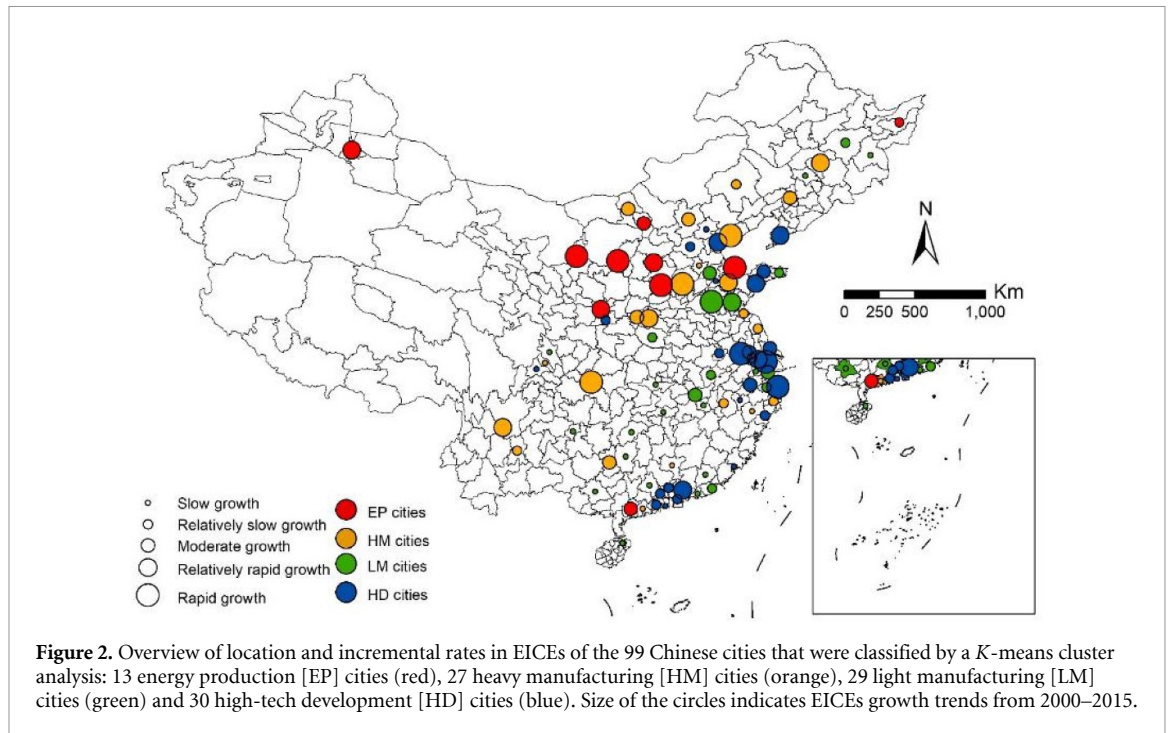 N
Km
0 250 500 1,000
Slow growth
Relatively slow growth
Moderate growth
Relatively rapid growth
Rapid growth
EP cities
HM cities
LM cities
HD cities
Figure 2. Overview of location and incremental rates in EICEs of the 99 Chinese cities that were classified by a K-means cluster
analysis: 13 energy production [EP] cities (red), 27 heavy manufacturing [HM] cities (orange), 29 light manufacturing [LM]
cities (green) and 30 high-tech development [HD] cities (blue). Size of the circles indicates EICEs growth trends from 2000–2015.